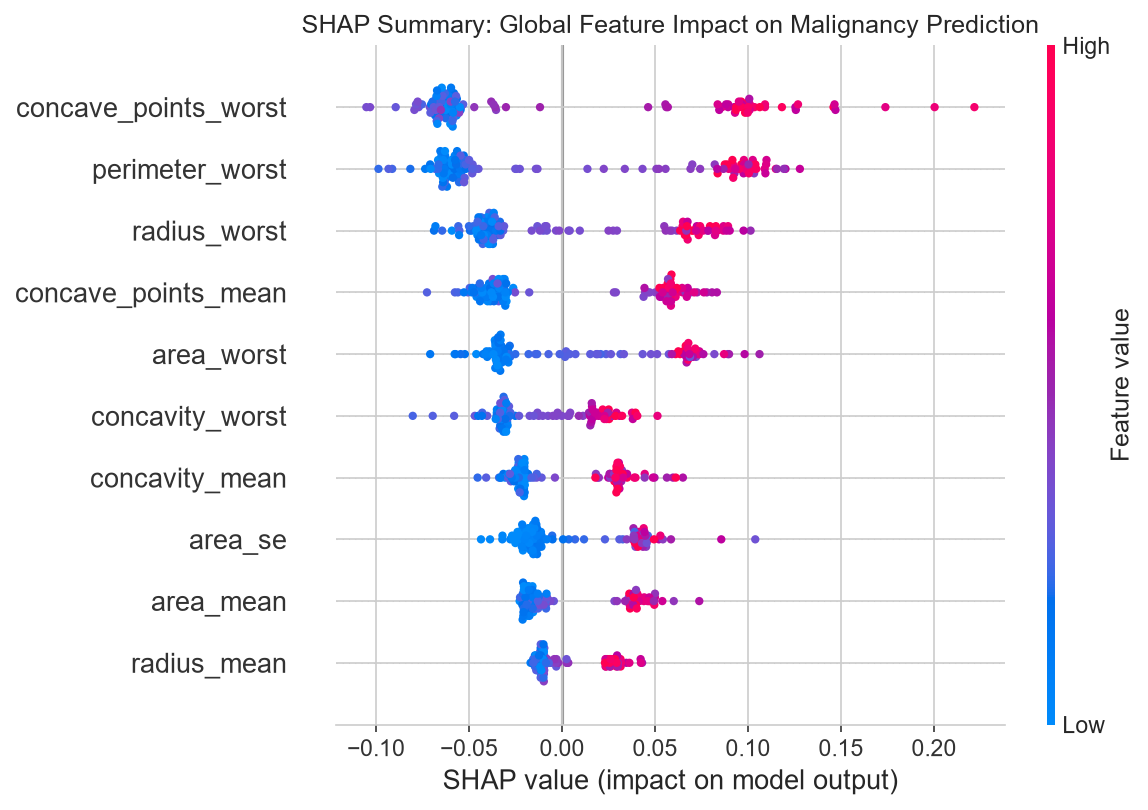 SHAP Summary: Global Feature Impact on Malignancy Prediction
High
concave_points_worst
perimeter_worst
radius_worst
concave_points_mean
area_worst
concavity_worst
concavity_mean
area_se
area_mean
radius_mean
Feature value
Low
−0.10 −0.05 0.00 0.05 0.10 0.15 0.20
SHAP value (impact on model output)